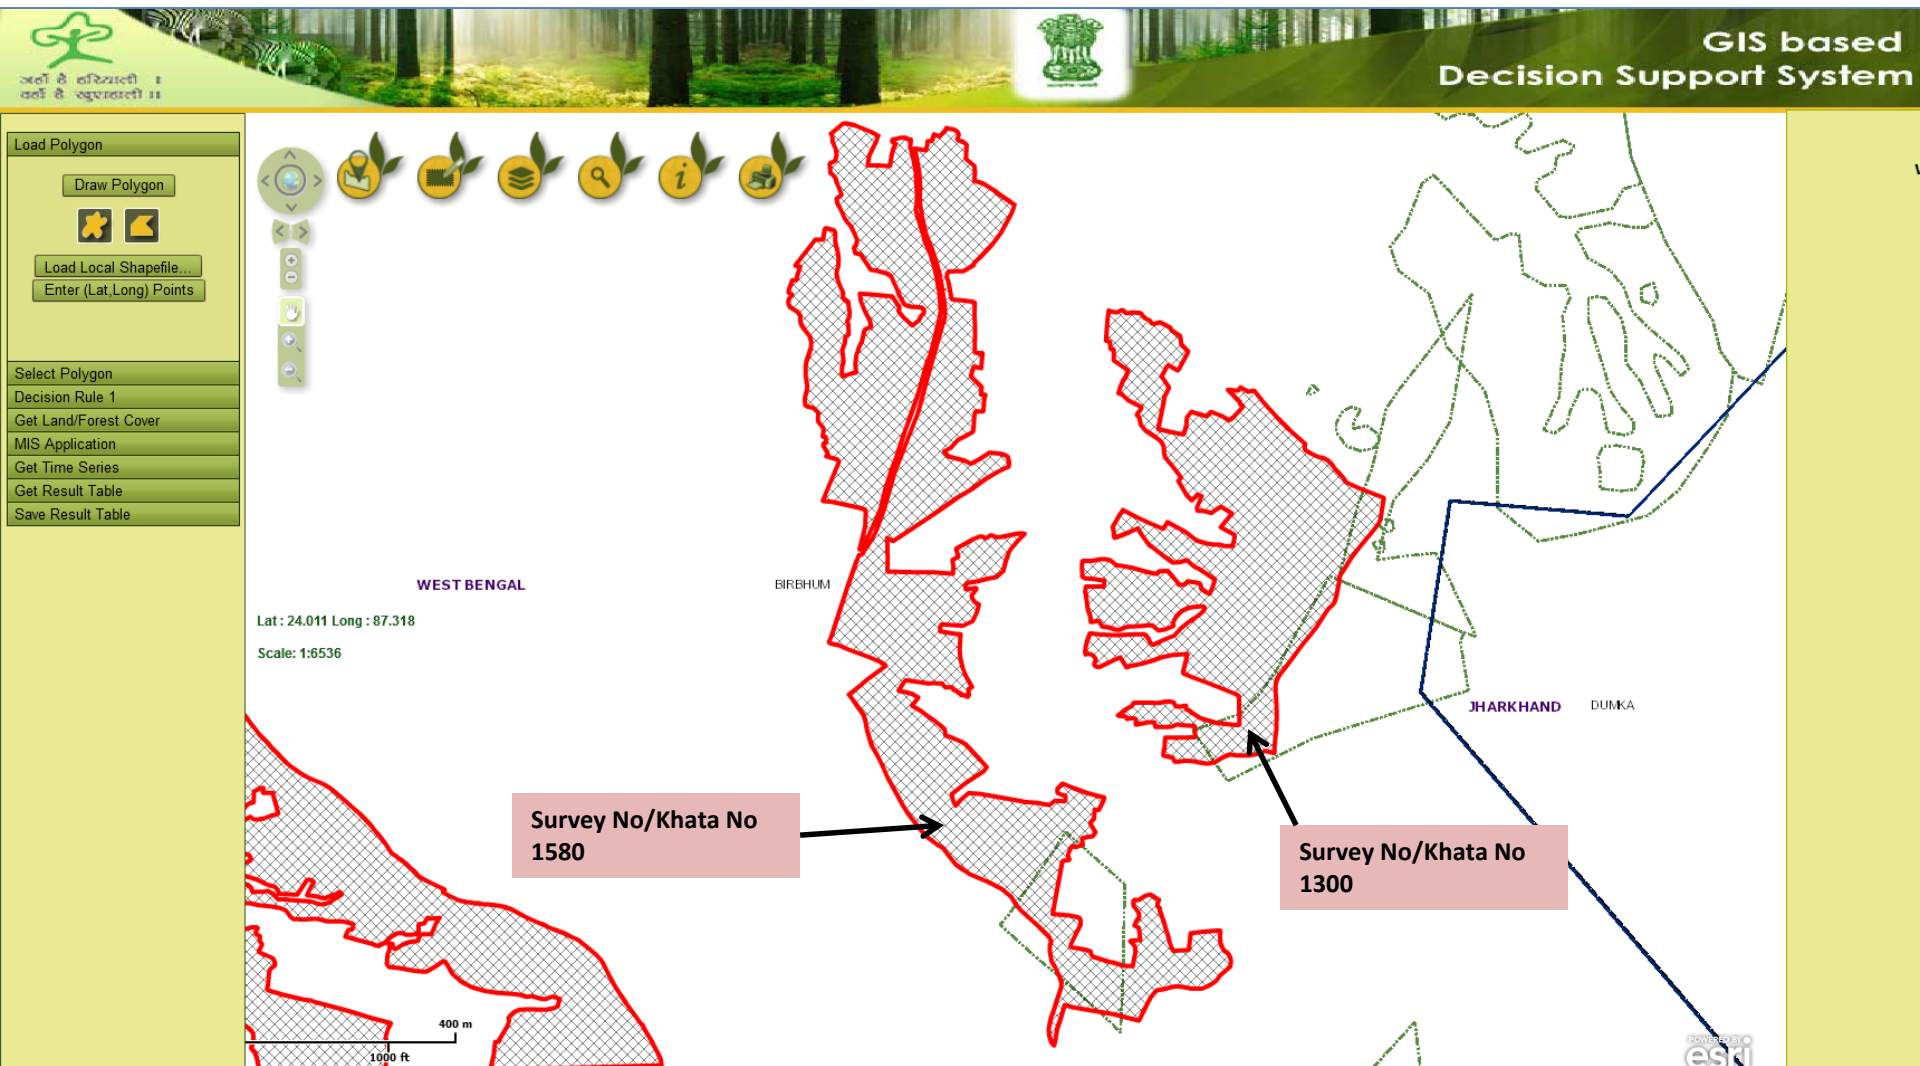 जहाँ है हरियाली ।
वहाँ है खुशहाली ॥
GIS based
Decision Support System
Load Polygon
Draw Polygon
Load Local Shapefile...
Enter (Lat,Long) Points
Select Polygon
Decision Rule 1
Get Land/Forest Cover
MIS Application
Get Time Series
Get Result Table
Save Result Table
WEST BENGAL
BIRBHUM
Lat : 24.011 Long : 87.318
Scale: 1:6536
JHARKHAND
DUMKA
Survey No/Khata No
1580
Survey No/Khata No
1300
400 m
1000 ft
POWERED BY
esri